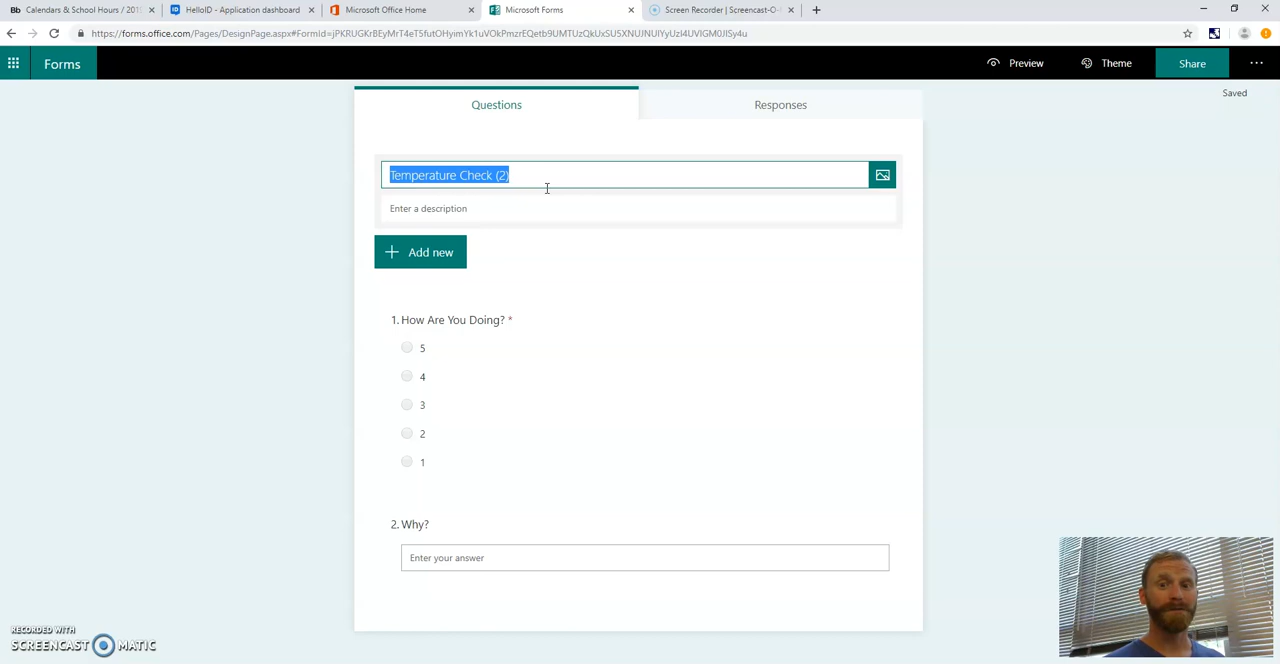 Bb Calendars & School Hours / 201
HelloID - Application dashboard
Microsoft Office Home
Microsoft Forms
Screen Recorder | Screencast-O-
Forms
Preview
Theme
Share
Questions
Responses
Saved
Temperature Check (2)
Enter a description
Add new
1. How Are You Doing? *
5
4
3
2
1
2. Why?
Enter your answer
RECORDED WITH
SCREENCAST MATIC